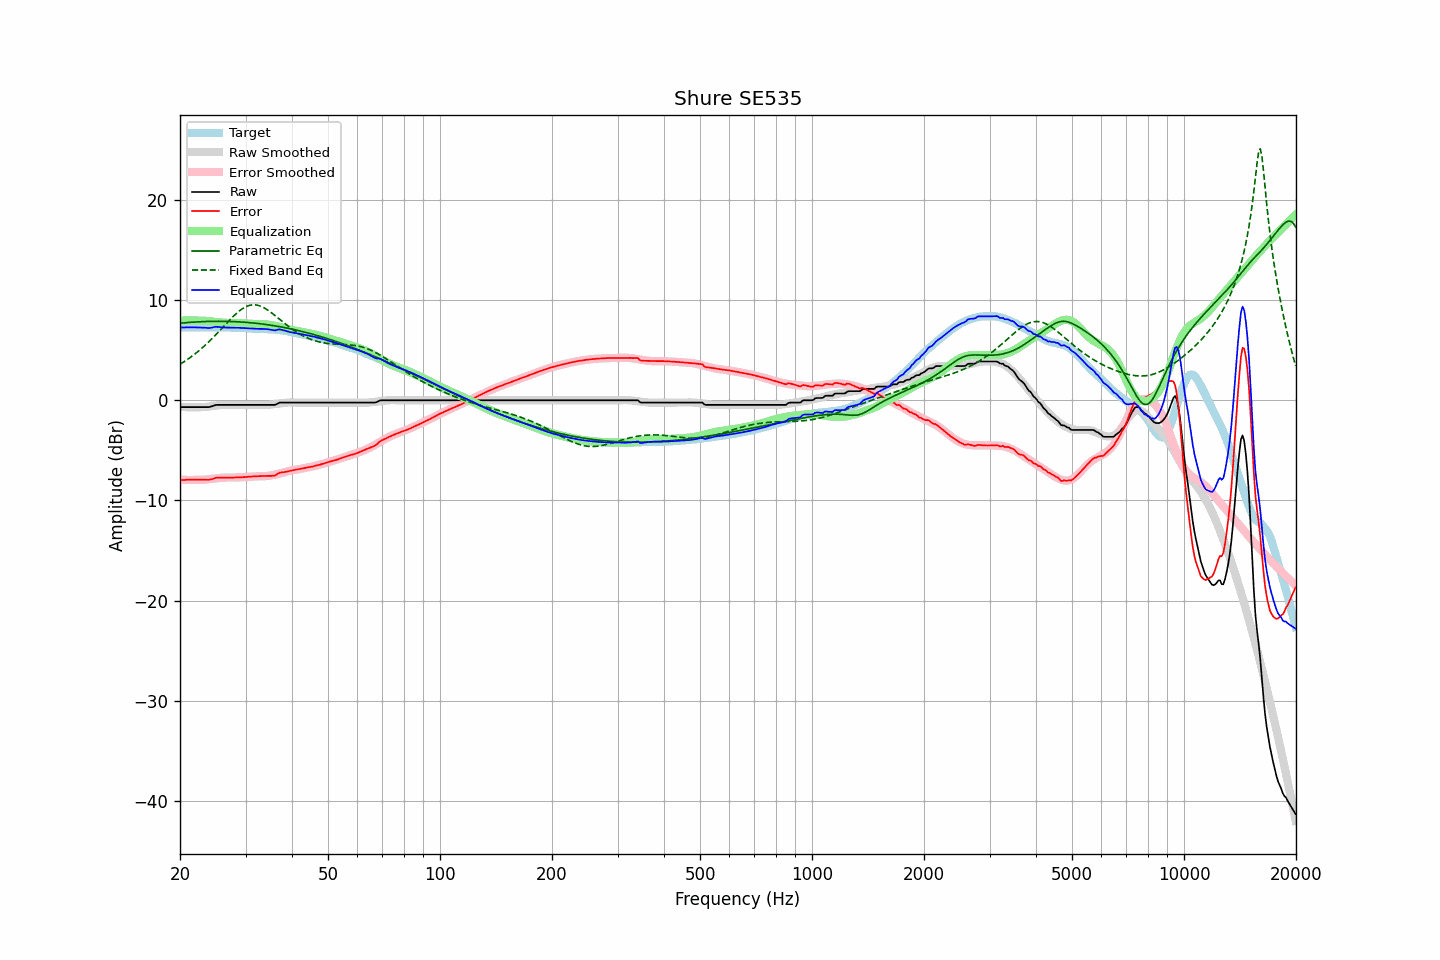 Shure SE535
Target
Raw Smoothed
Error Smoothed
Raw
Error
Equalization
Parametric Eq
Fixed Band Eq
Equalized
Amplitude (dBr)
20
10
0
−10
−20
−30
−40
20
50
100
200
500
1000
2000
5000
10000
20000
Frequency (Hz)